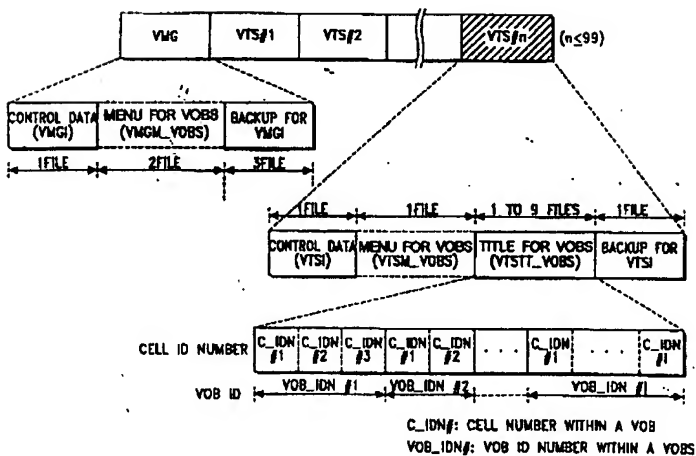 VMG VTS#1 VTS#2 VTS#n (n≤99)
CONTROL DATA (VMGI) MENU FOR VOBS (VMGM_VOBS) BACKUP FOR VMGI
1FILE 2FILE 3FILE
1FILE 1FILE 1 TO 9 FILES 1FILE
CONTROL DATA (VTSI) MENU FOR VOBS (VTSM_VOBS) TITLE FOR VOBS (VTSTT_VOBS) BACKUP FOR VTSI
CELL ID NUMBER C_IDN #1 C_IDN #2 C_IDN #3 C_IDN #1 C_IDN #2 . . . C_IDN #1 . . . C_IDN #I
VOB ID VOB_IDN #1 VOB_IDN #2 VOB_IDN #I
C_IDN#: CELL NUMBER WITHIN A VOB
VOB_IDN#: VOB ID NUMBER WITHIN A VOBS